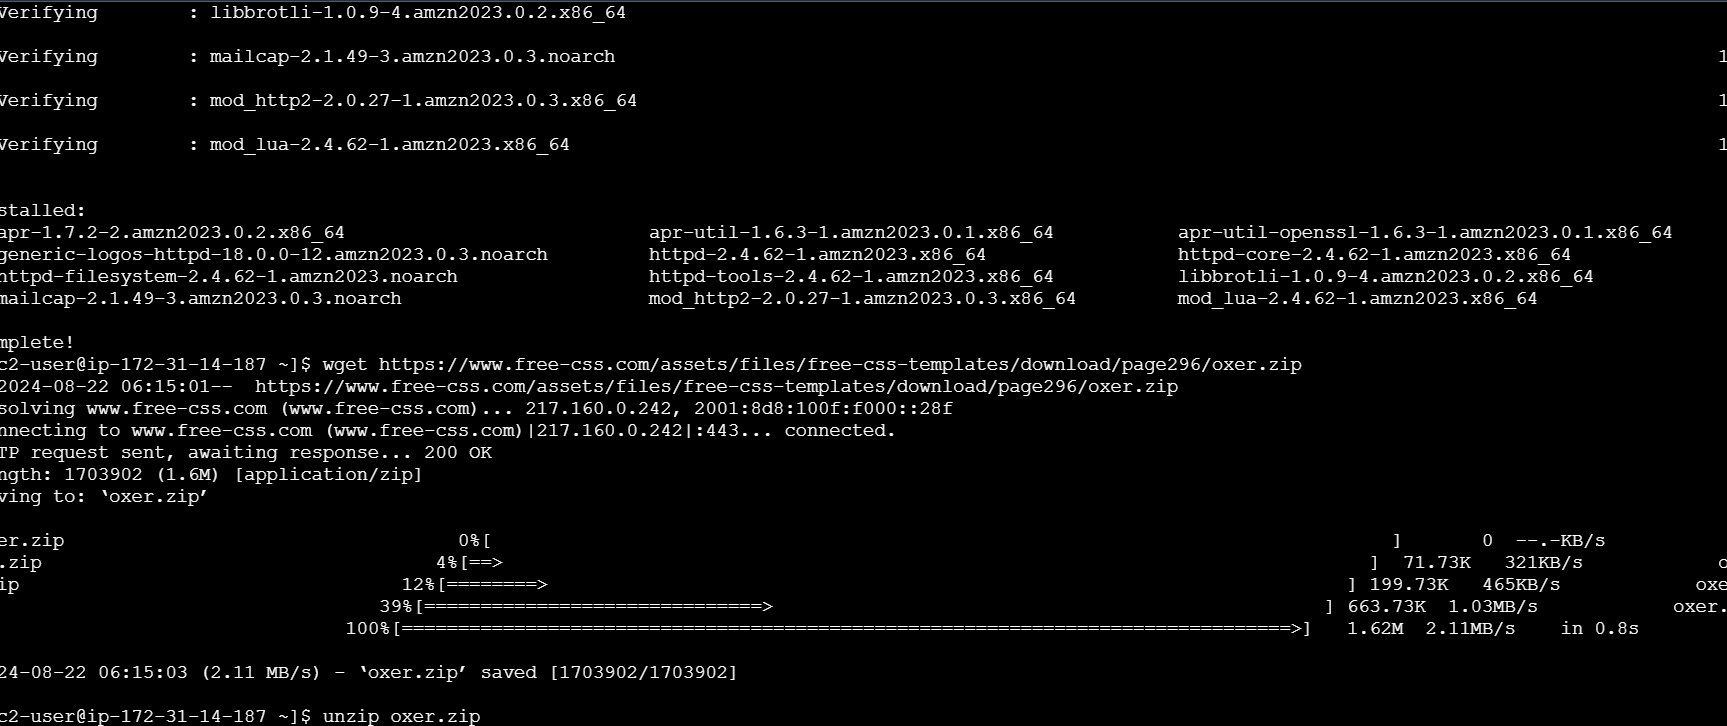 Verifying : libbrotli-1.0.9-4.amzn2023.0.2.x86_64
Verifying : mailcap-2.1.49-3.amzn2023.0.3.noarch 1
Verifying : mod_http2-2.0.27-1.amzn2023.0.3.x86_64 1
Verifying : mod_lua-2.4.62-1.amzn2023.x86_64 1
stalled:
apr-1.7.2-2.amzn2023.0.2.x86_64 apr-util-1.6.3-1.amzn2023.0.1.x86_64 apr-util-openssl-1.6.3-1.amzn2023.0.1.x86_64
generic-logos-httpd-18.0.0-12.amzn2023.0.3.noarch httpd-2.4.62-1.amzn2023.x86_64 httpd-core-2.4.62-1.amzn2023.x86_64
httpd-filesystem-2.4.62-1.amzn2023.noarch httpd-tools-2.4.62-1.amzn2023.x86_64 libbrotli-1.0.9-4.amzn2023.0.2.x86_64
mailcap-2.1.49-3.amzn2023.0.3.noarch mod_http2-2.0.27-1.amzn2023.0.3.x86_64 mod_lua-2.4.62-1.amzn2023.x86_64
mplete!
c2-user@ip-172-31-14-187 ~]$ wget https://www.free-css.com/assets/files/free-css-templates/download/page296/oxer.zip
2024-08-22 06:15:01-- https://www.free-css.com/assets/files/free-css-templates/download/page296/oxer.zip
solving www.free-css.com (www.free-css.com)... 217.160.0.242, 2001:8d8:100f:f000::28f
nnecting to www.free-css.com (www.free-css.com)|217.160.0.242|:443... connected.
TP request sent, awaiting response... 200 OK
ngth: 1703902 (1.6M) [application/zip]
ving to: ‘oxer.zip’
er.zip 0%[ ] 0 --.-KB/s
.zip 4%[==> ] 71.73K 321KB/s o
ip 12%[========> ] 199.73K 465KB/s oxe
39%[==============================> ] 663.73K 1.03MB/s oxer.
100%[===============================================================================>] 1.62M 2.11MB/s in 0.8s
24-08-22 06:15:03 (2.11 MB/s) - ‘oxer.zip’ saved [1703902/1703902]
c2-user@ip-172-31-14-187 ~]$ unzip oxer.zip